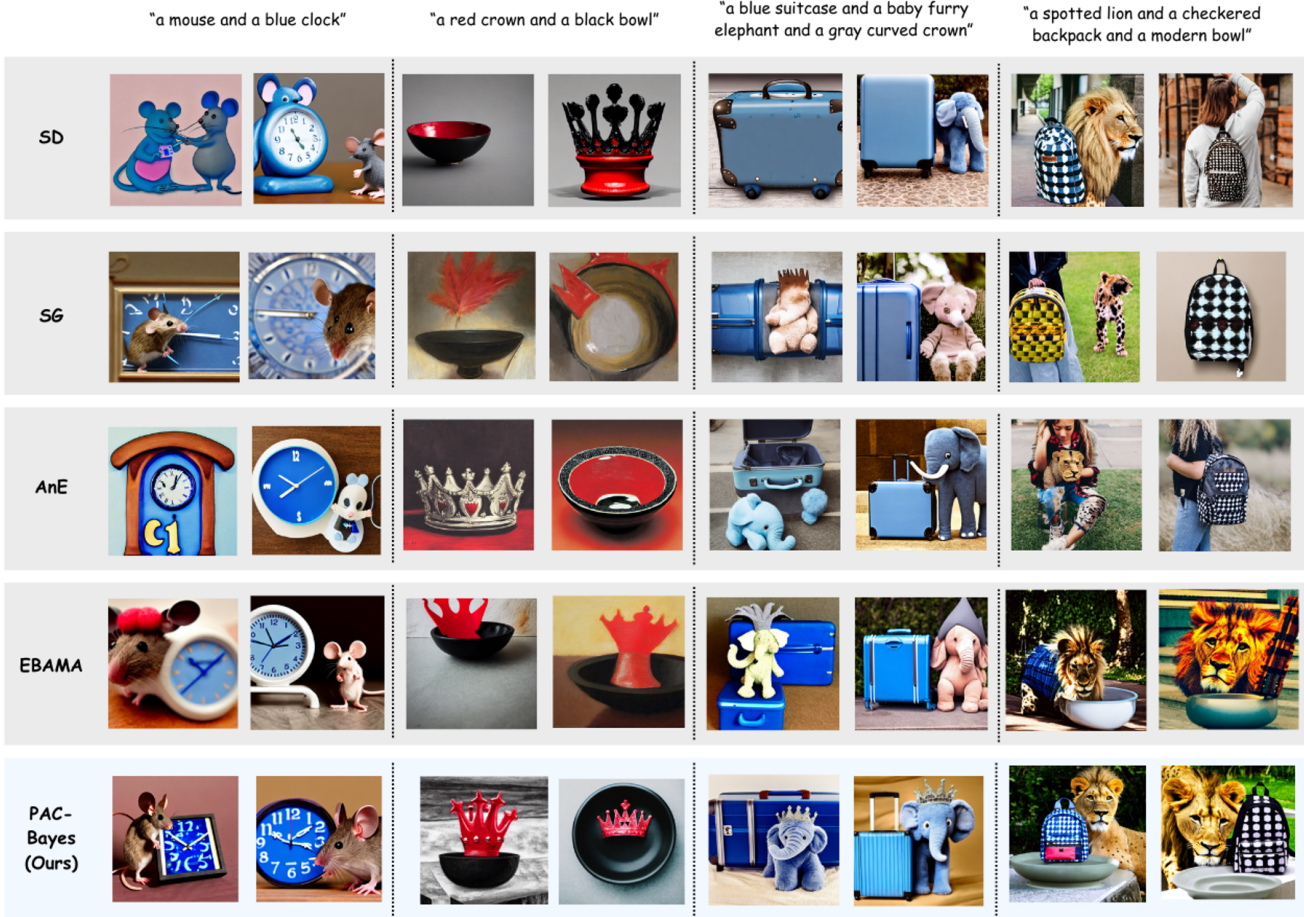 "a mouse and a blue clock"
"a red crown and a black bowl"
"a blue suitcase and a baby furry
elephant and a gray curved crown"
"a spotted lion and a checkered
backpack and a modern bowl"
SD
SG
AnE
EBAMA
PAC-
Bayes
(Ours)